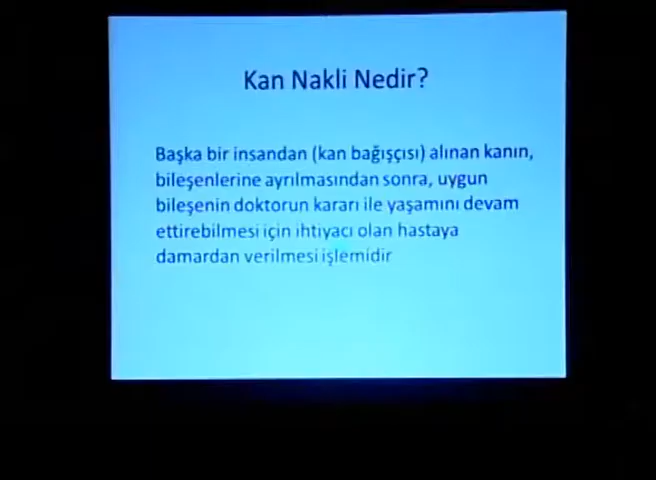 Kan Nakli Nedir?
Başka bir insandan (kan bağışçısı) alınan kanın,
bileşenlerine ayrılmasından sonra, uygun
bileşenin doktorun kararı ile yaşamını devam
ettirebilmesi için ihtiyacı olan hastaya
damardan verilmesi işlemidir